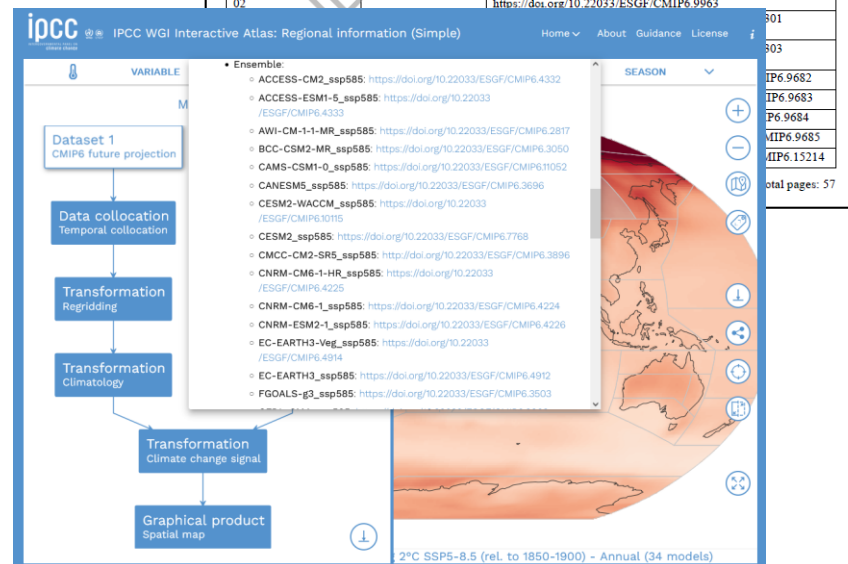 02
https://doi.org/10.22033/ESGF/CMIP6.9963
301
303
IP6.9682
IP6.9683
P6.9684
MIP6.9685
MIP6.15214
otal pages: 57
ipcc
IPCC WGI Interactive Atlas: Regional information (Simple)
Home
About
Guidance
License
i
VARIABLE
SEASON
M
Dataset 1
CMIP6 future projection
Data collocation
Temporal collocation
Transformation
Regridding
Transformation
Climatology
Transformation
Climate change signal
Graphical product
Spatial map
• Ensemble:
◦ ACCESS-CM2_ssp585: https://doi.org/10.22033/ESGF/CMIP6.4332
◦ ACCESS-ESM1-5_ssp585: https://doi.org/10.22033
/ESGF/CMIP6.4333
◦ AWI-CM-1-1-MR_ssp585: https://doi.org/10.22033/ESGF/CMIP6.2817
◦ BCC-CSM2-MR_ssp585: https://doi.org/10.22033/ESGF/CMIP6.3050
◦ CAMS-CSM1-0_ssp585: https://doi.org/10.22033/ESGF/CMIP6.11052
◦ CANESM5_ssp585: https://doi.org/10.22033/ESGF/CMIP6.3696
◦ CESM2-WACCM_ssp585: https://doi.org/10.22033
/ESGF/CMIP6.10115
◦ CESM2_ssp585: https://doi.org/10.22033/ESGF/CMIP6.7768
◦ CMCC-CM2-SR5_ssp585: http://doi.org/10.22033/ESGF/CMIP6.3896
◦ CNRM-CM6-1-HR_ssp585: https://doi.org/10.22033
/ESGF/CMIP6.4225
◦ CNRM-CM6-1_ssp585: https://doi.org/10.22033/ESGF/CMIP6.4224
◦ CNRM-ESM2-1_ssp585: https://doi.org/10.22033/ESGF/CMIP6.4226
◦ EC-EARTH3-Veg_ssp585: https://doi.org/10.22033
/ESGF/CMIP6.4914
◦ EC-EARTH3_ssp585: https://doi.org/10.22033/ESGF/CMIP6.4912
◦ FGOALS-g3_ssp585: https://doi.org/10.22033/ESGF/CMIP6.3503
2°C SSP5-8.5 (rel. to 1850-1900) - Annual (34 models)